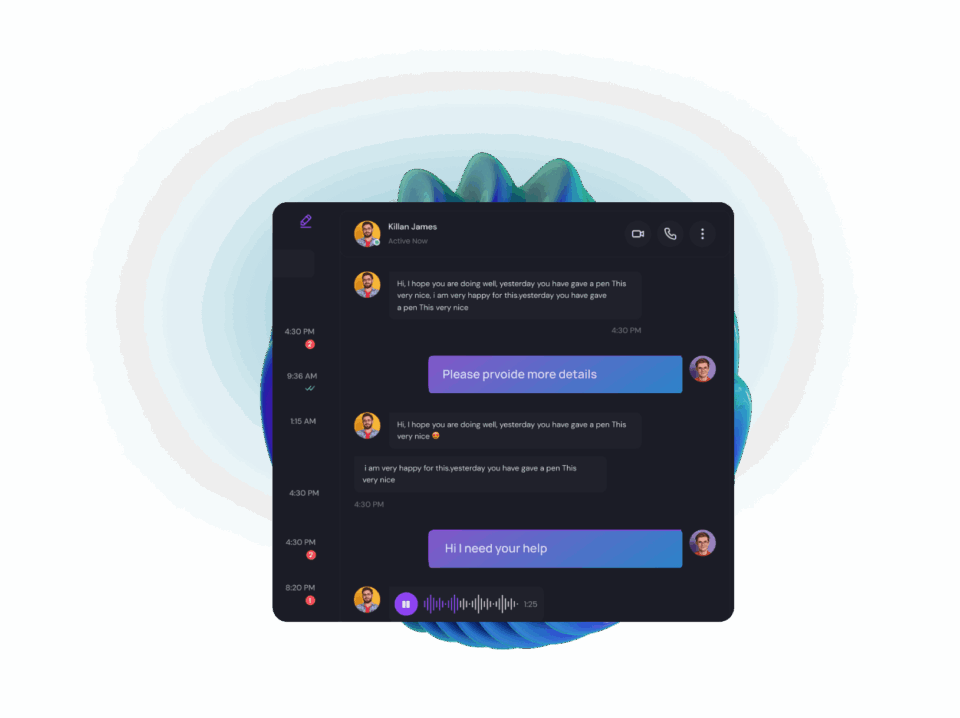 Killan James
Active Now
Hi, I hope you are doing well, yesterday you have gave a pen This
very nice, i am very happy for this.yesterday you have gave
a pen This very nice
4:30 PM
4:30 PM
2
Please prvoide more details
9:36 AM
1:15 AM
Hi, I hope you are doing well, yesterday you have gave a pen This
very nice 😍
i am very happy for this.yesterday you have gave a pen This
very nice
4:30 PM
4:30 PM
4:30 PM
2
Hi I need your help
8:20 PM
1
1:25